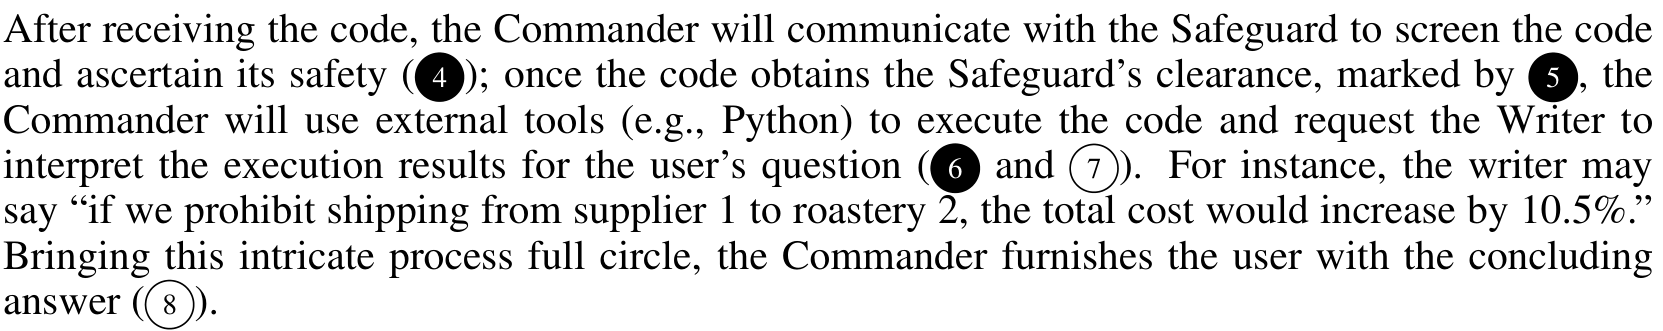 After receiving the code, the Commander will communicate with the Safeguard to screen the code
and ascertain its safety (❹); once the code obtains the Safeguard's clearance, marked by ❺, the
Commander will use external tools (e.g., Python) to execute the code and request the Writer to
interpret the execution results for the user's question (❻ and ⑦). For instance, the writer may
say “if we prohibit shipping from supplier 1 to roastery 2, the total cost would increase by 10.5%.”
Bringing this intricate process full circle, the Commander furnishes the user with the concluding
answer (⑧).